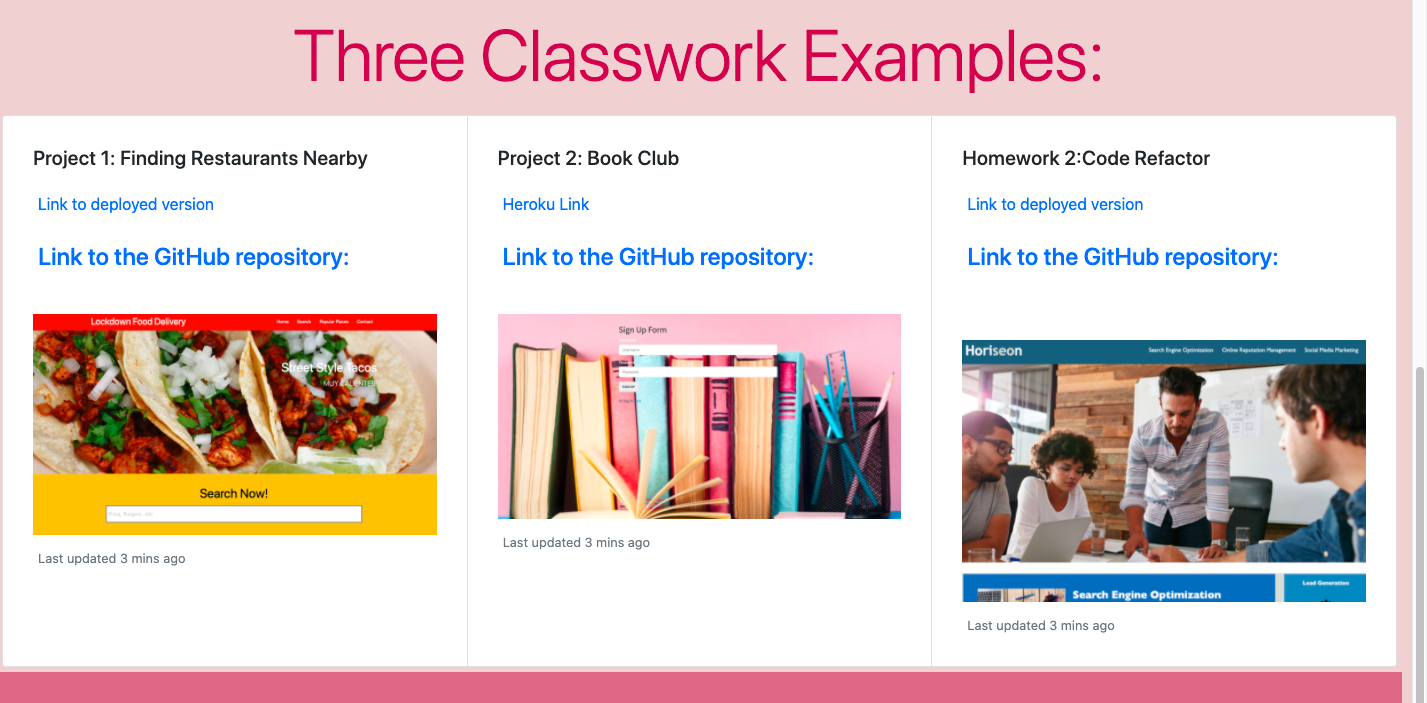 Three Classwork Examples:
Project 1: Finding Restaurants Nearby
Link to deployed version
Link to the GitHub repository:
Lockdown Food Delivery
Home Search Popular Places Contact
Street Style Tacos
MUY CALIENTE!
Search Now!
Pizza, Burgers, etc
Last updated 3 mins ago
Project 2: Book Club
Heroku Link
Link to the GitHub repository:
Sign Up Form
Username
Password
Last updated 3 mins ago
Homework 2:Code Refactor
Link to deployed version
Link to the GitHub repository:
Horiseon
Search Engine Optimization Online Reputation Management Social Media Marketing
Search Engine Optimization
Lead Generation
Last updated 3 mins ago